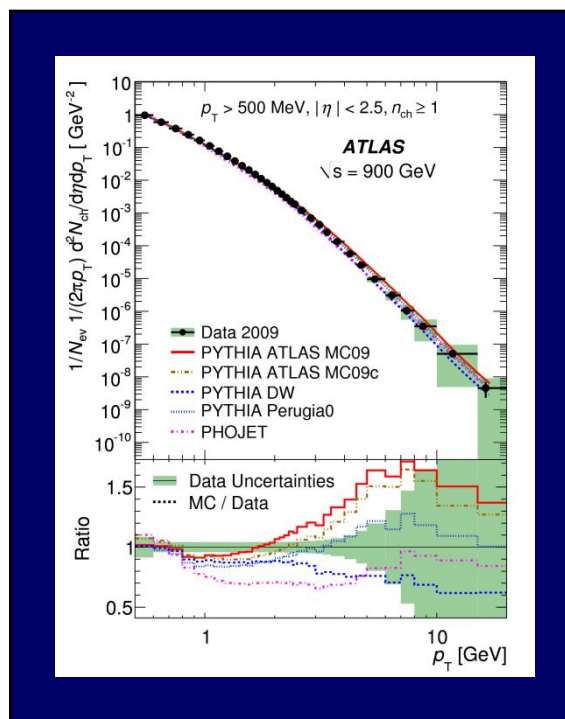 1/N_ev 1/(2πp_T) d²N_ch/dηdp_T [ GeV⁻² ]
10
1
10⁻¹
10⁻²
10⁻³
10⁻⁴
10⁻⁵
10⁻⁶
10⁻⁷
10⁻⁸
10⁻⁹
10⁻¹⁰
p_T > 500 MeV, | η | < 2.5, n_ch ≥ 1
ATLAS
√s = 900 GeV
Data 2009
PYTHIA ATLAS MC09
PYTHIA ATLAS MC09c
PYTHIA DW
PYTHIA Perugia0
PHOJET
Ratio
1.5
1
0.5
Data Uncertainties
MC / Data
1
10
p_T [GeV]